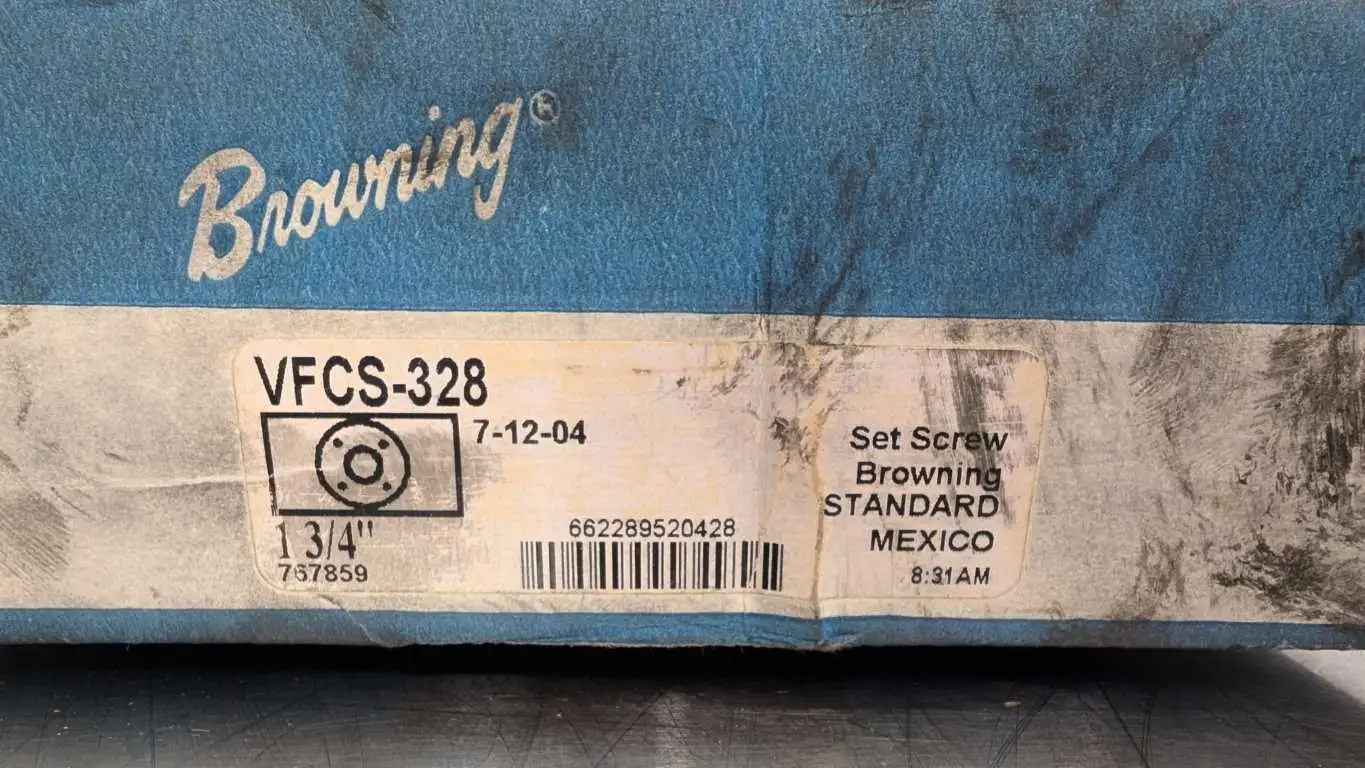 Browning®
VFCS-328
7-12-04
1 3/4"
767859
662289520428
Set Screw
Browning
STANDARD
MEXICO
8:31AM